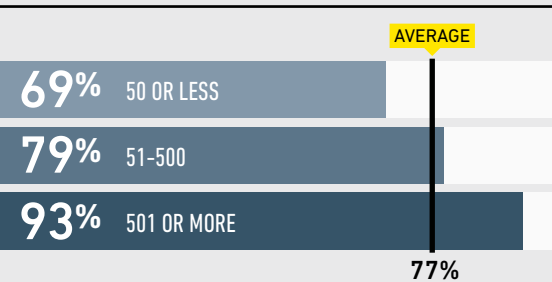 AVERAGE
69% 50 OR LESS
79% 51-500
93% 501 OR MORE
77%